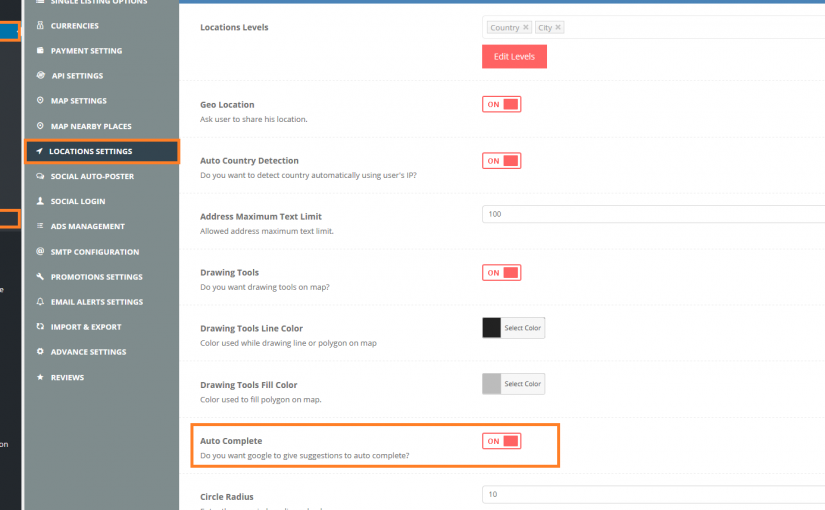 SINGLE LISTING OPTIONS
CURRENCIES
PAYMENT SETTING
API SETTINGS
MAP SETTINGS
MAP NEARBY PLACES
LOCATIONS SETTINGS
SOCIAL AUTO-POSTER
SOCIAL LOGIN
ADS MANAGEMENT
SMTP CONFIGURATION
PROMOTIONS SETTINGS
EMAIL ALERTS SETTINGS
IMPORT & EXPORT
ADVANCE SETTINGS
REVIEWS
e
on
Locations Levels
Country × City ×
Edit Levels
Geo Location
Ask user to share his location.
ON
Auto Country Detection
Do you want to detect country automatically using user's IP?
ON
Address Maximum Text Limit
Allowed address maximum text limit.
100
Drawing Tools
Do you want drawing tools on map?
ON
Drawing Tools Line Color
Color used while drawing line or polygon on map
Select Color
Drawing Tools Fill Color
Color used to fill polygon on map.
Select Color
Auto Complete
Do you want google to give suggestions to auto complete?
ON
Circle Radius
10